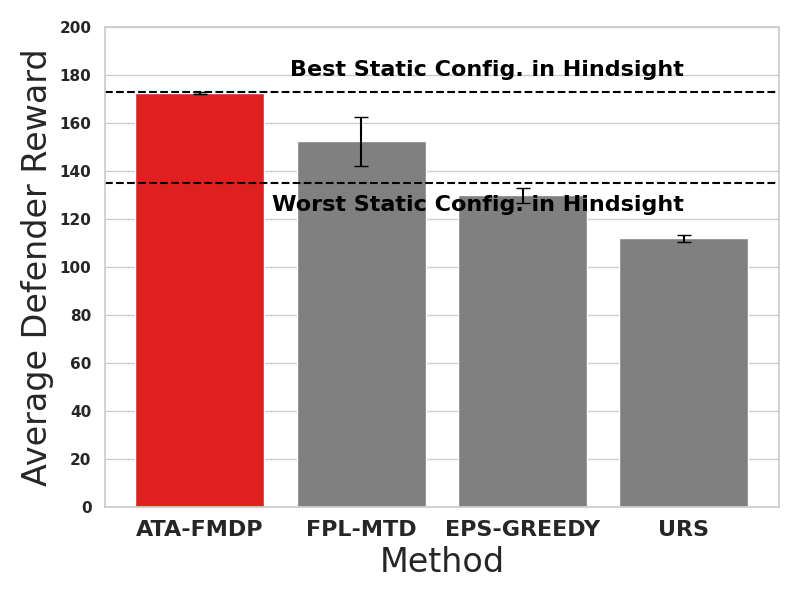 Average Defender Reward
200
180
160
140
120
100
80
60
40
20
0
Best Static Config. in Hindsight
Worst Static Config. in Hindsight
ATA-FMDP FPL-MTD EPS-GREEDY URS
Method